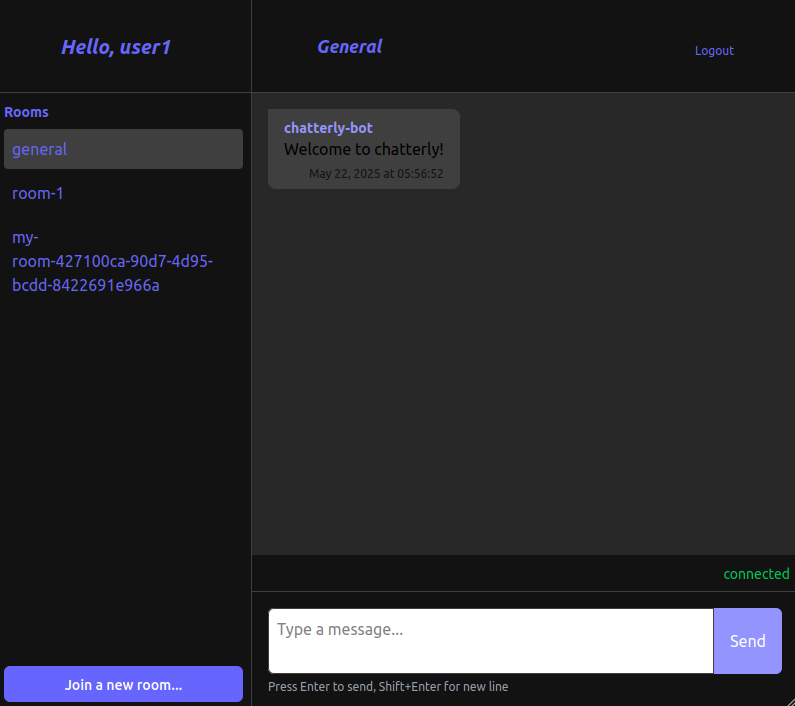 Hello, user1
General
Logout
Rooms
general
room-1
my-
room-427100ca-90d7-4d95-
bcdd-8422691e966a
Join a new room...
chatterly-bot
Welcome to chatterly!
May 22, 2025 at 05:56:52
connected
Type a message...
Send
Press Enter to send, Shift+Enter for new line